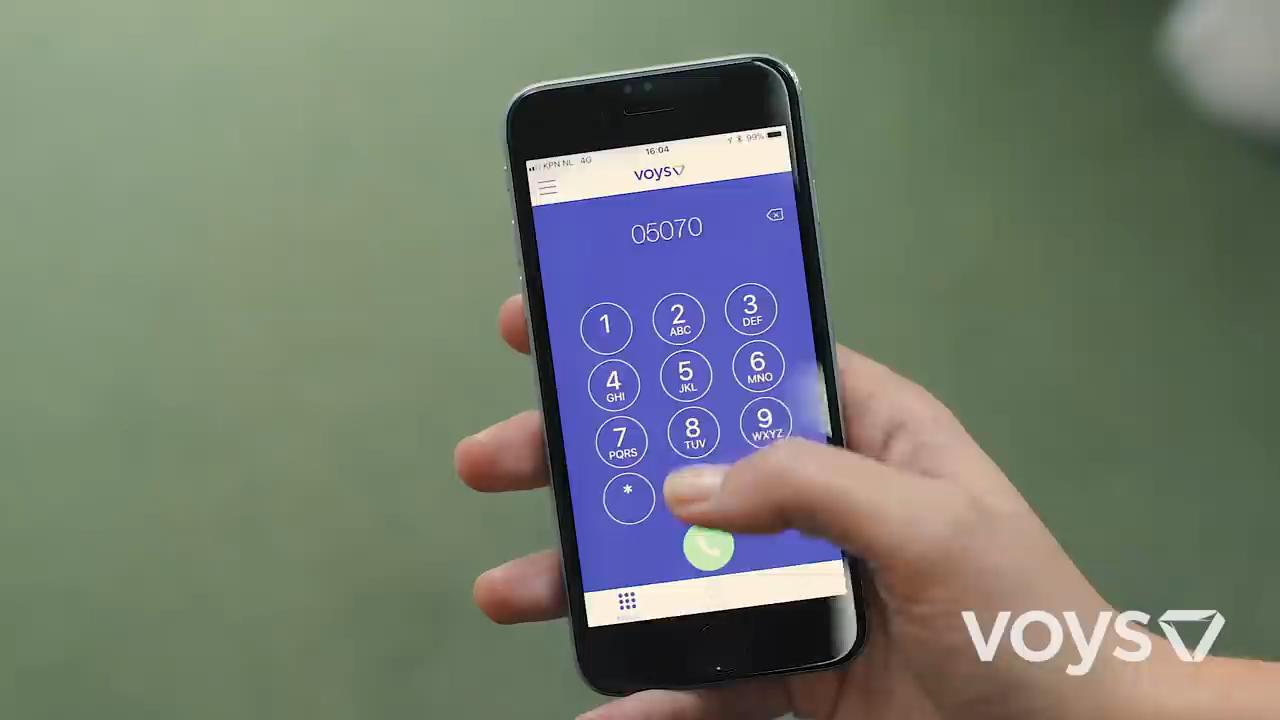 KPN NL 4G 16:04 99%
voys
05070
1 2 ABC 3 DEF
4 GHI 5 JKL 6 MNO
7 PQRS 8 TUV 9 WXYZ
*
voys